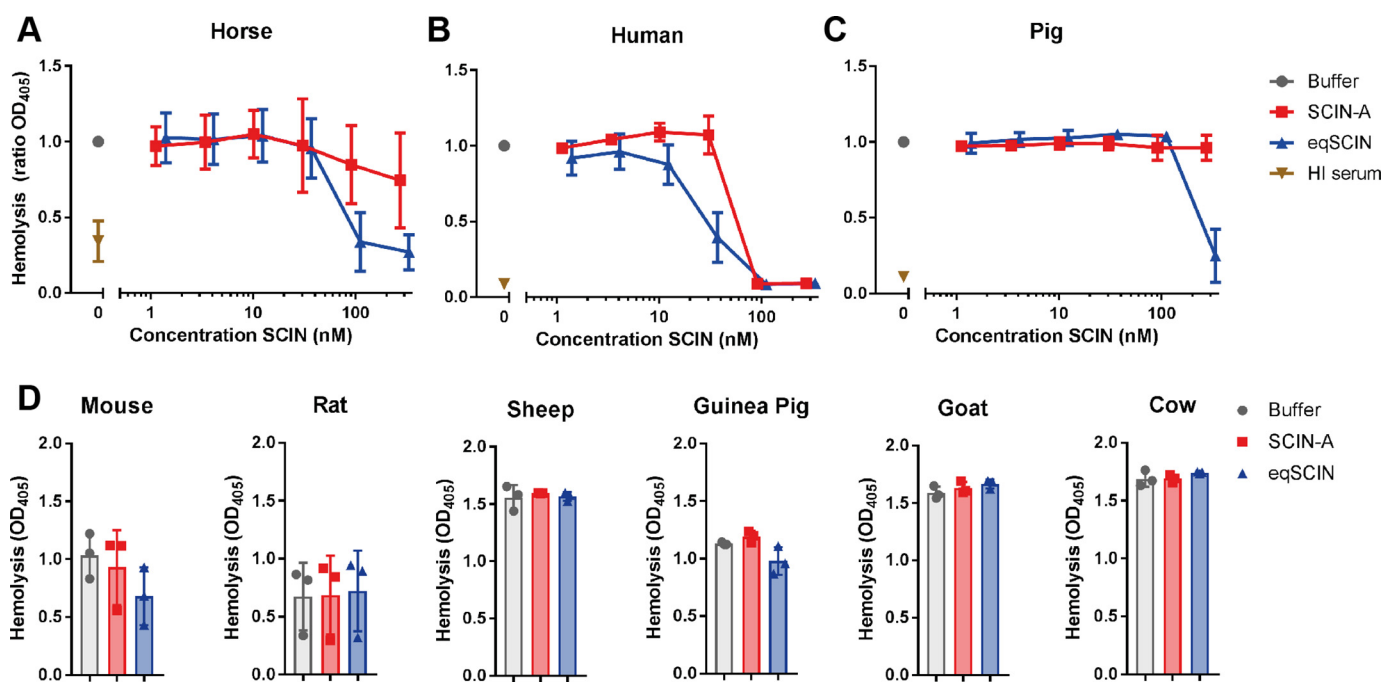 A Horse
B Human
C Pig
Hemolysis (ratio OD405)
1.5
1.0
0.5
0.0
0 1 10 100
Concentration SCIN (nM)
1.5
1.0
0.5
0.0
0 1 10 100
Concentration SCIN (nM)
1.5
1.0
0.5
0.0
0 1 10 100
Concentration SCIN (nM)
Buffer
SCIN-A
eqSCIN
HI serum
D
Mouse
Hemolysis (OD405)
2.0
1.5
1.0
0.5
0.0
Rat
Hemolysis (OD405)
2.0
1.5
1.0
0.5
0.0
Sheep
Hemolysis (OD405)
2.0
1.5
1.0
0.5
0.0
Guinea Pig
Hemolysis (OD405)
2.0
1.5
1.0
0.5
0.0
Goat
Hemolysis (OD405)
2.0
1.5
1.0
0.5
0.0
Cow
Hemolysis (OD405)
2.0
1.5
1.0
0.5
0.0
Buffer
SCIN-A
eqSCIN